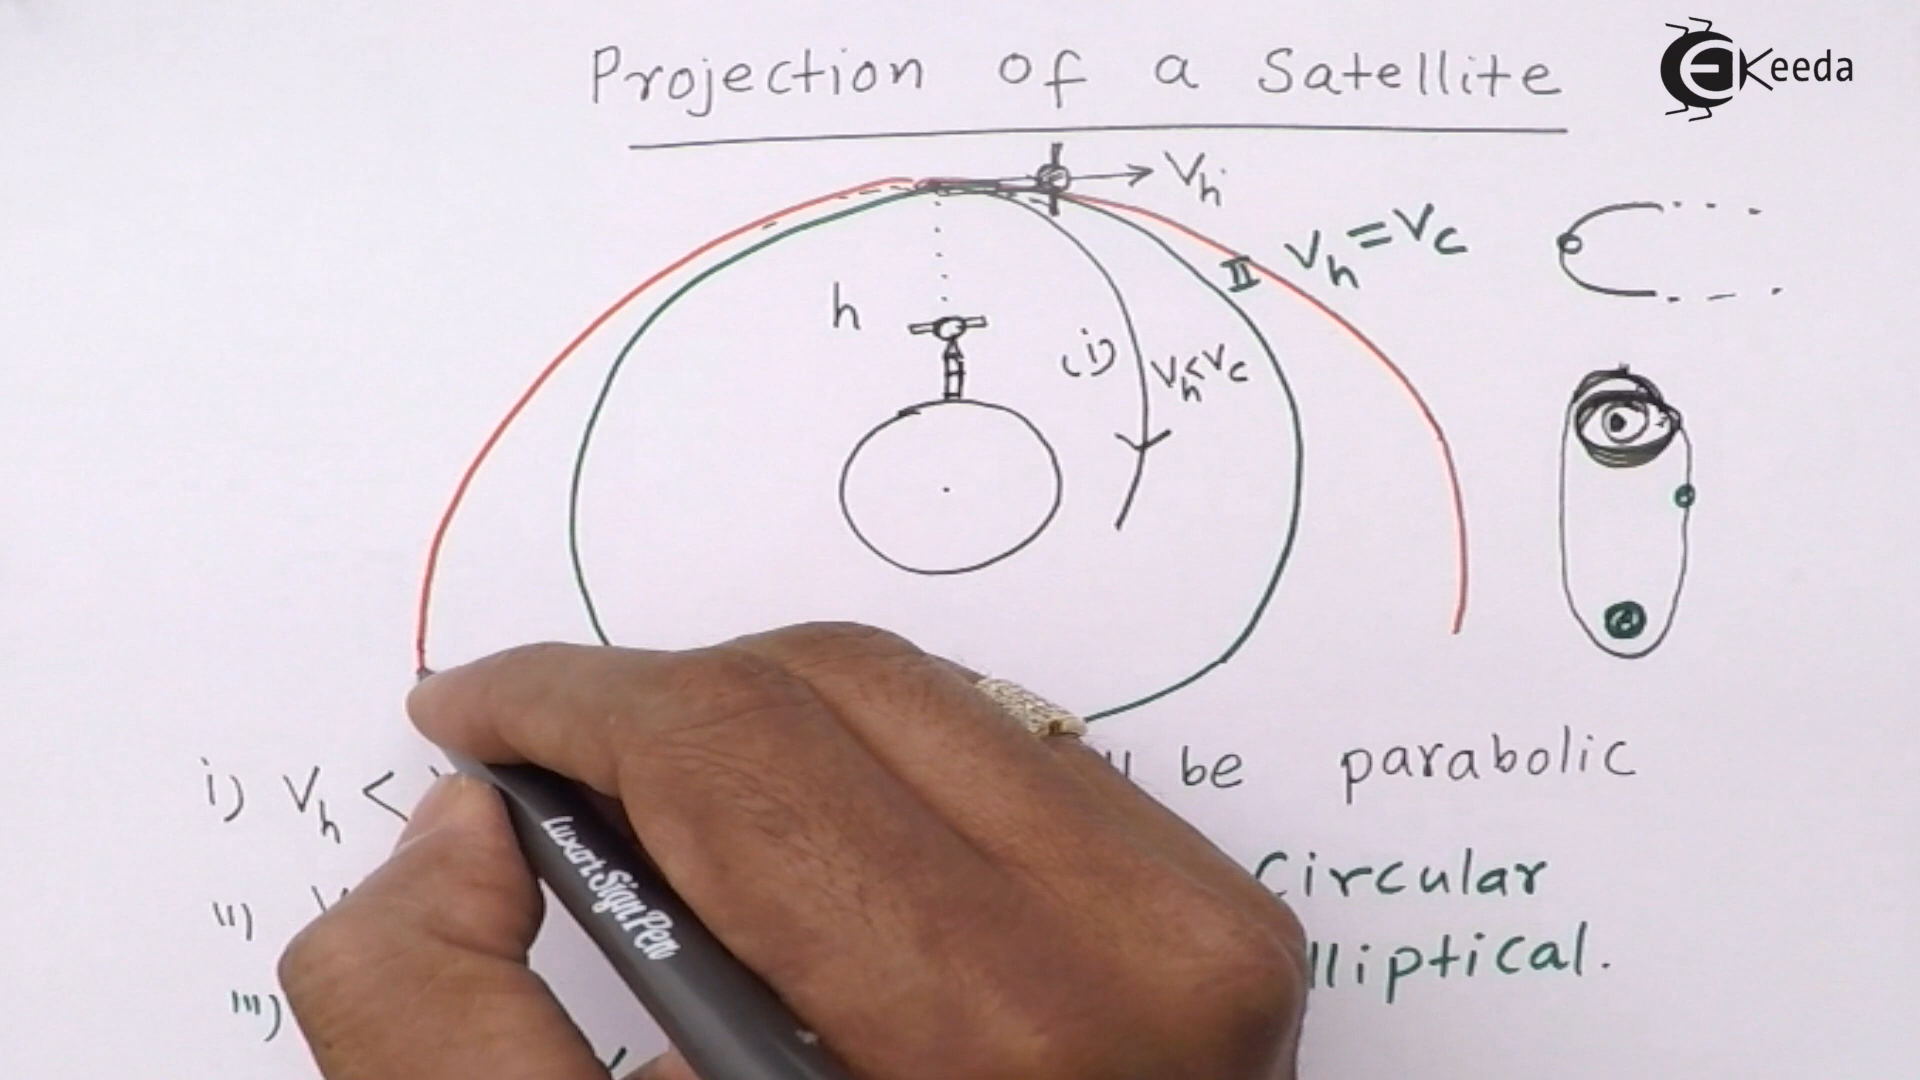 Projection of a Satellite
EKeeda
Vh
Vh = Vc
II
h
(i)
Vh < Vc
i) Vh <
be parabolic
ii)
Circular
iii)
lliptical.
Luxor Sign Pen